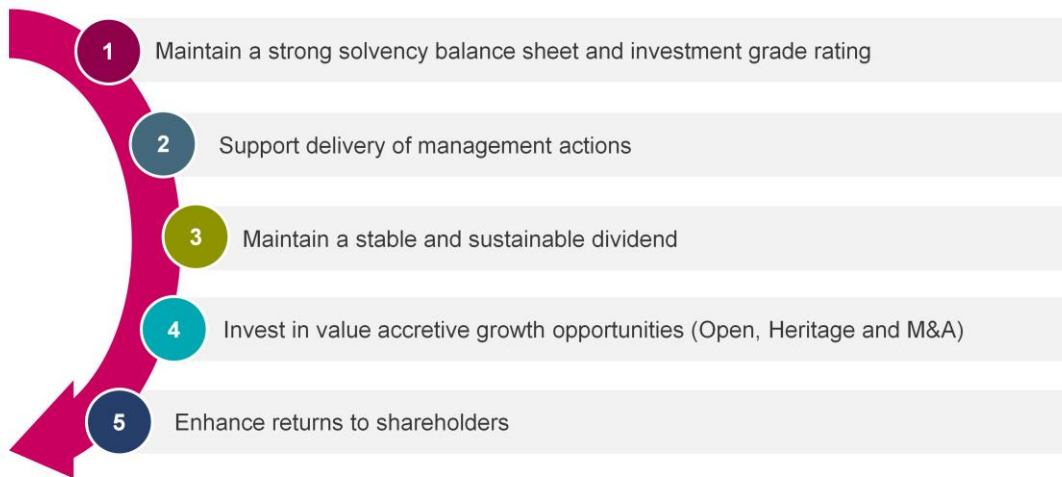 1 Maintain a strong solvency balance sheet and investment grade rating
2 Support delivery of management actions
3 Maintain a stable and sustainable dividend
4 Invest in value accretive growth opportunities (Open, Heritage and M&A)
5 Enhance returns to shareholders